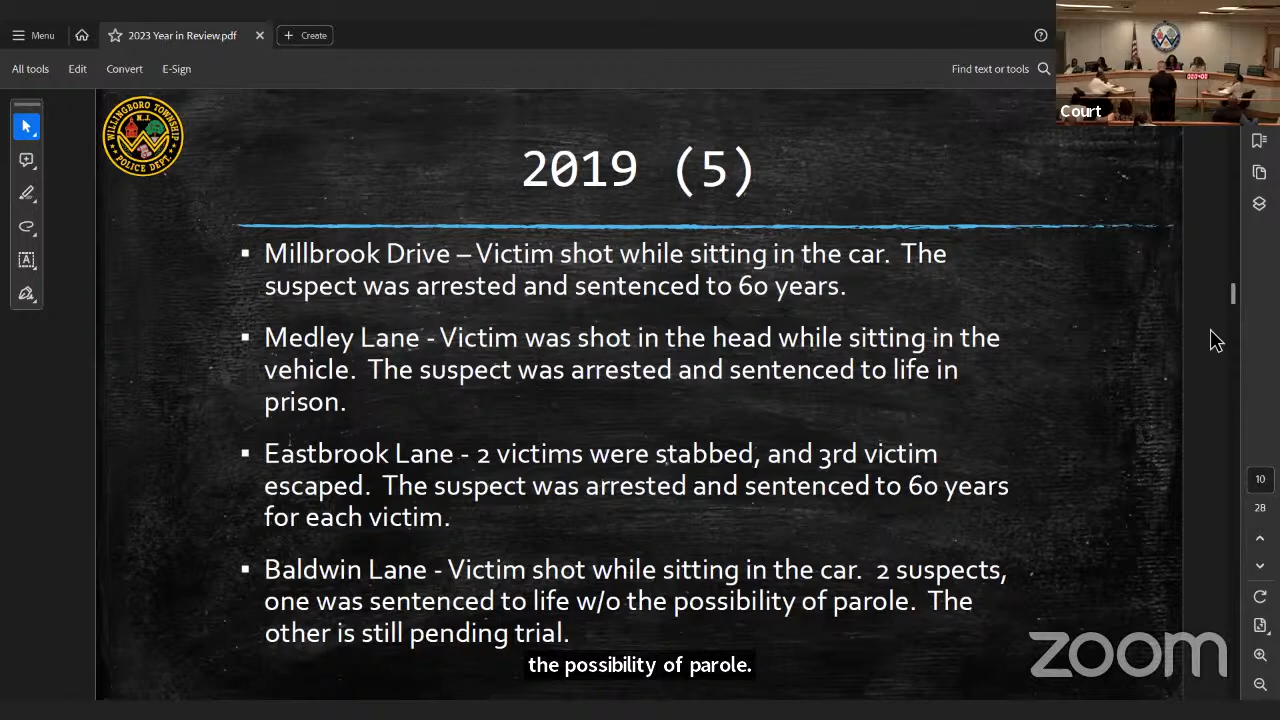 Menu
2023 Year in Review.pdf
Create
All tools
Edit
Convert
E-Sign
Find text or tools
Court
WILLINGBORO TOWNSHIP
N.J.
POLICE DEPT.
2019 (5)
▪ Millbrook Drive – Victim shot while sitting in the car. The
suspect was arrested and sentenced to 60 years.
▪ Medley Lane - Victim was shot in the head while sitting in the
vehicle. The suspect was arrested and sentenced to life in
prison.
▪ Eastbrook Lane - 2 victims were stabbed, and 3rd victim
escaped. The suspect was arrested and sentenced to 60 years
for each victim.
▪ Baldwin Lane - Victim shot while sitting in the car. 2 suspects,
one was sentenced to life w/o the possibility of parole. The
other is still pending trial.
the possibility of parole.
10
28
zoom